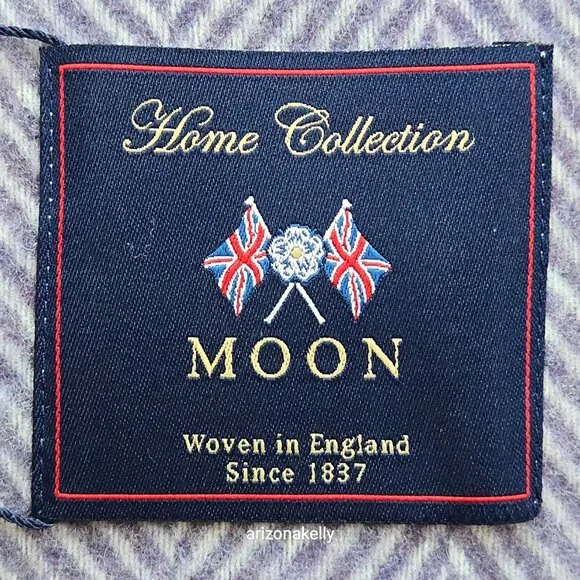 Home Collection
MOON
Woven in England
Since 1837
arizonakelly